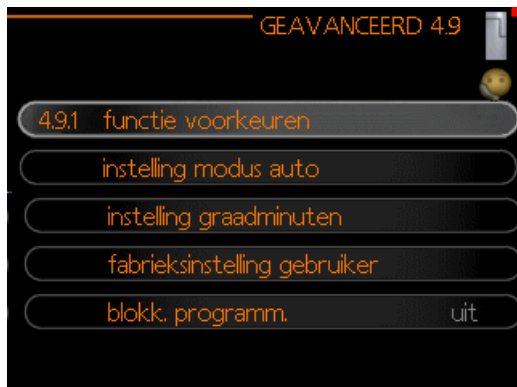 GEAVANCEERD 4.9
4.9.1 functie voorkeuren
instelling modus auto
instelling graadminuten
fabrieksinstelling gebruiker
blokk. programm. uit